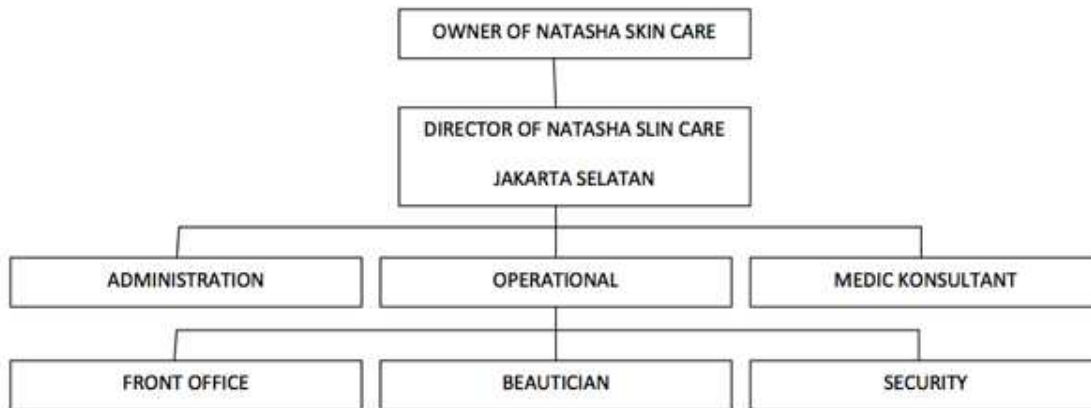 OWNER OF NATASHA SKIN CARE
DIRECTOR OF NATASHA SLIN CARE
JAKARTA SELATAN
ADMINISTRATION
OPERATIONAL
MEDIC KONSULTANT
FRONT OFFICE
BEAUTICIAN
SECURITY